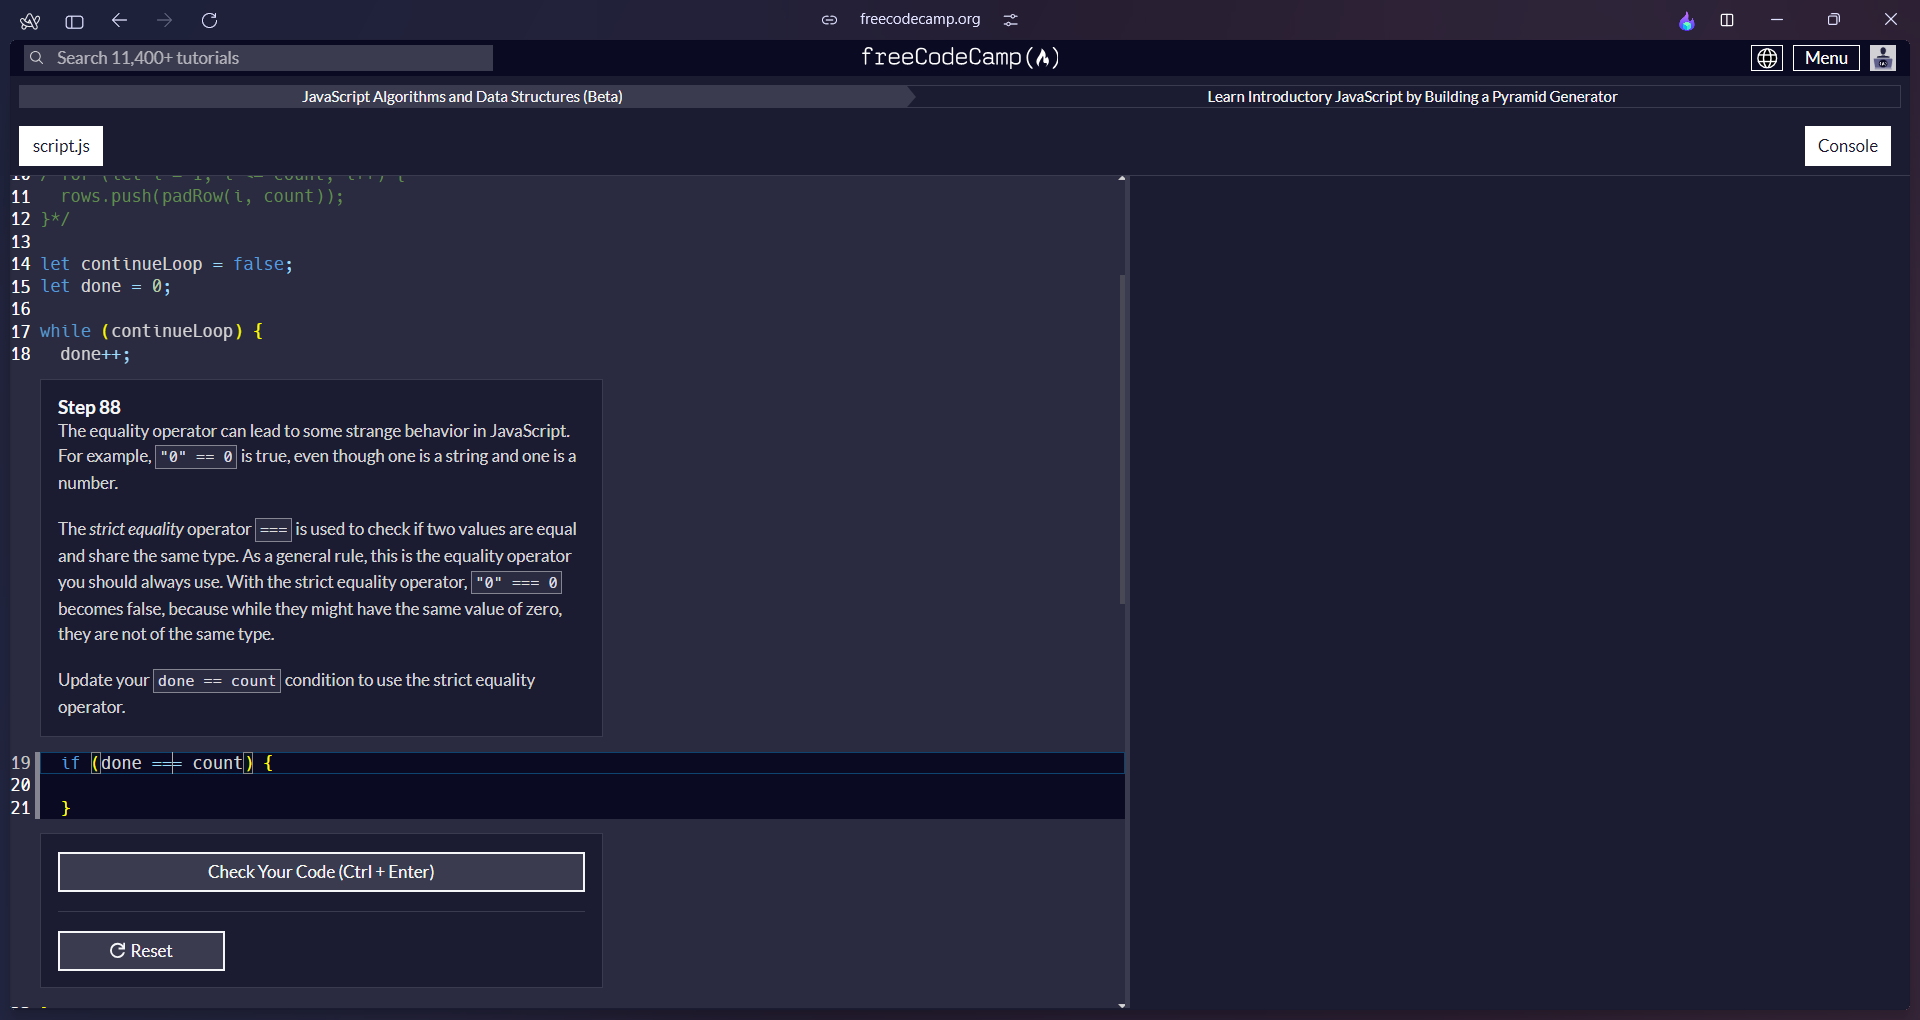 freecodecamp.org
Search 11,400+ tutorials
freeCodeCamp
Menu
JavaScript Algorithms and Data Structures (Beta)
Learn Introductory JavaScript by Building a Pyramid Generator
script.js
Console
11 rows.push(padRow(i, count));
12 }*/
13
14 let continueLoop = false;
15 let done = 0;
16
17 while (continueLoop) {
18 done++;
Step 88
The equality operator can lead to some strange behavior in JavaScript.
For example, "0" == 0 is true, even though one is a string and one is a
number.
The strict equality operator === is used to check if two values are equal
and share the same type. As a general rule, this is the equality operator
you should always use. With the strict equality operator, "0" === 0
becomes false, because while they might have the same value of zero,
they are not of the same type.
Update your done == count condition to use the strict equality
operator.
19 if (done === count) {
20
21 }
Check Your Code (Ctrl + Enter)
Reset